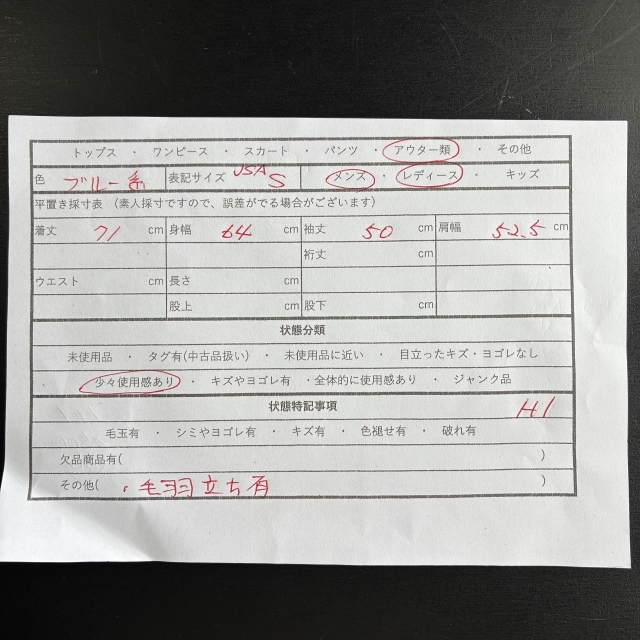 トップス ・ ワンピース ・ スカート ・ パンツ ・ アウター類 ・ その他
色 ブルー系 表記サイズ USA S メンズ ・ レディース ・ キッズ
平置き採寸表 (素人採寸ですので、誤差がでる場合がございます)
着丈 71 cm 身幅 64 cm 袖丈 50 cm 肩幅 52.5 cm
裄丈 cm
ウエスト cm 長さ cm
股上 cm 股下 cm
状態分類
未使用品 ・ タグ有(中古品扱い) ・ 未使用品に近い ・ 目立ったキズ・ヨゴレなし
少々使用感あり ・ キズやヨゴレ有 ・全体的に使用感あり ・ ジャンク品
状態特記事項 H1
毛玉有 ・ シミやヨゴレ有 ・ キズ有 ・ 色褪せ有 ・ 破れ有
欠品商品有( )
その他( ・毛羽立ち有 )